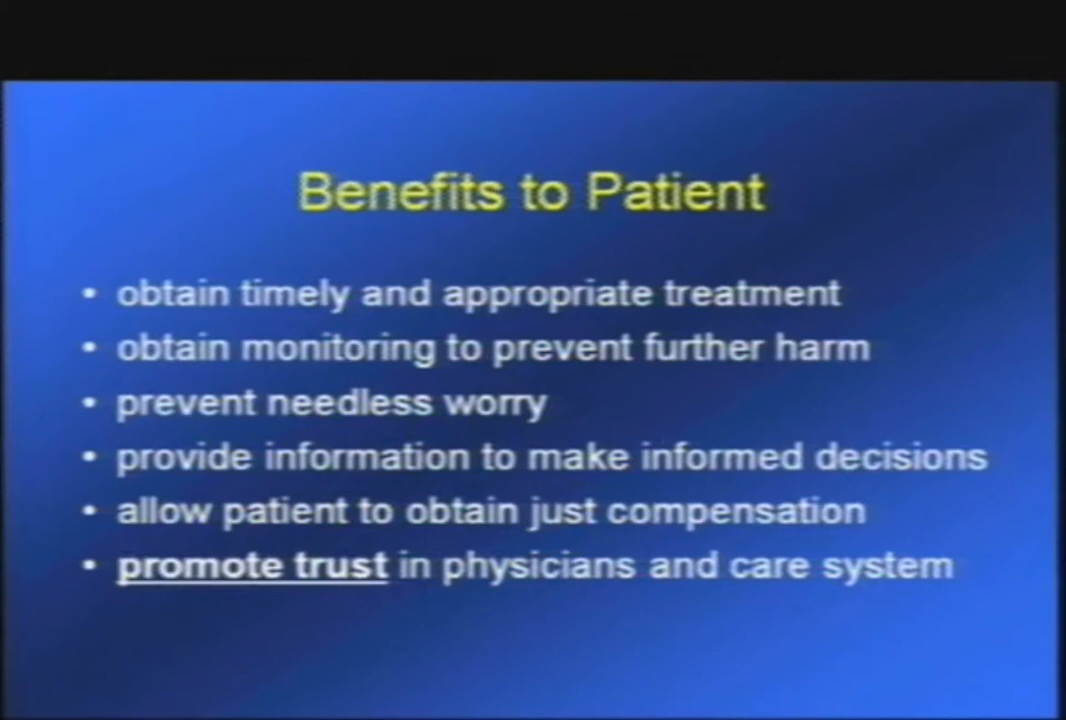 Benefits to Patient
• obtain timely and appropriate treatment
• obtain monitoring to prevent further harm
• prevent needless worry
• provide information to make informed decisions
• allow patient to obtain just compensation
• promote trust in physicians and care system